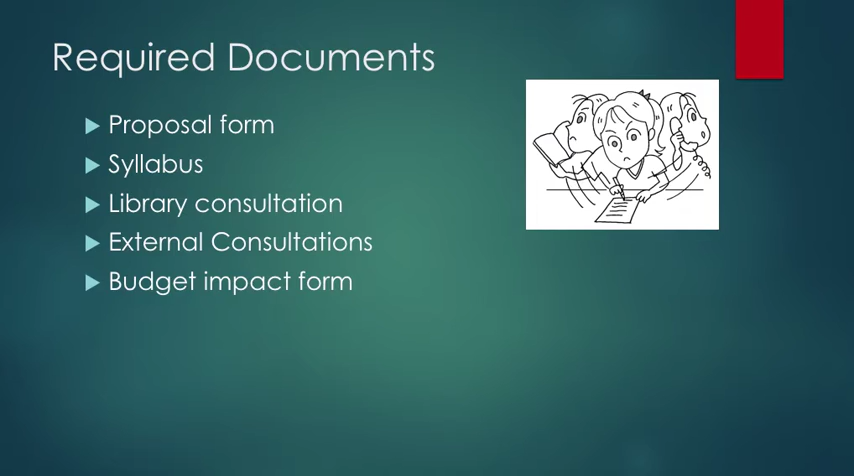 Required Documents
Proposal form
Syllabus
Library consultation
External Consultations
Budget impact form